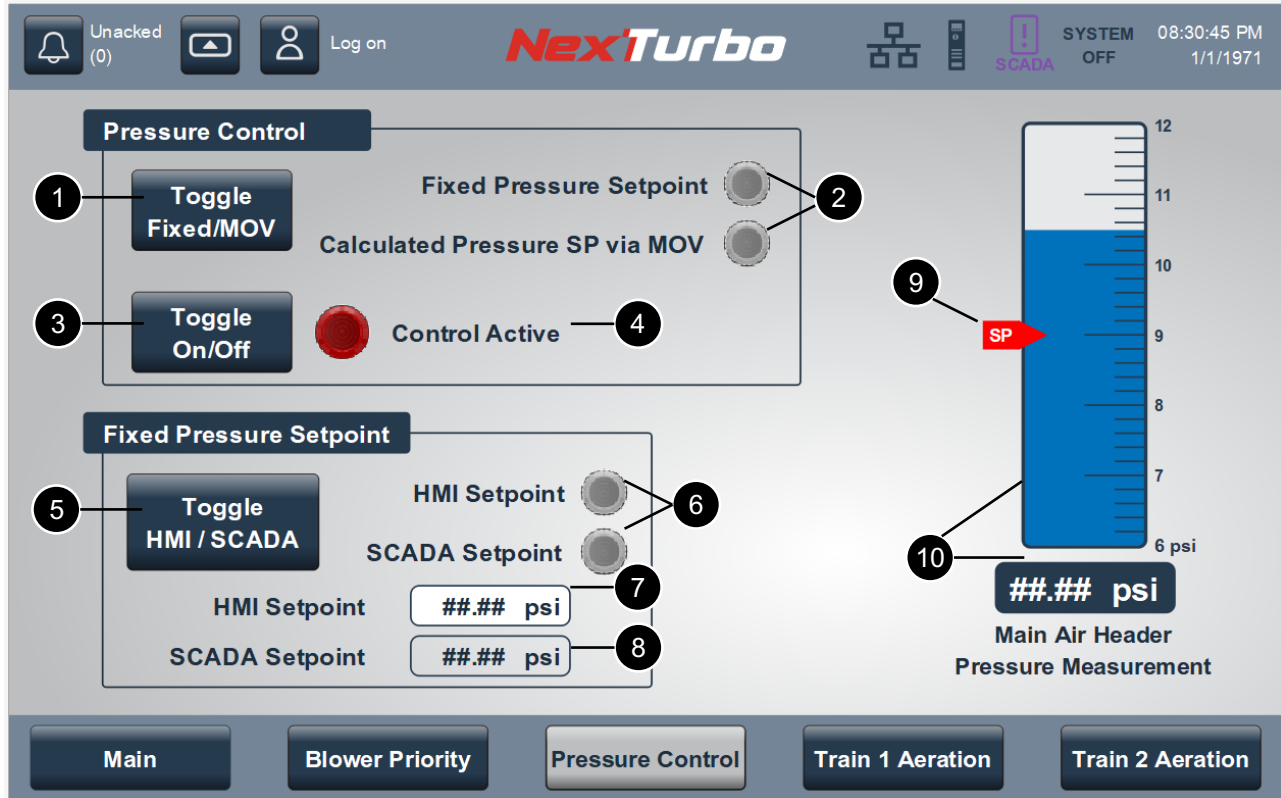 Unacked
(0)
Log on
NexTurbo
!
SCADA
SYSTEM
OFF
08:30:45 PM
1/1/1971
Pressure Control
1
Toggle
Fixed/MOV
Fixed Pressure Setpoint
2
Calculated Pressure SP via MOV
3
Toggle
On/Off
Control Active
4
Fixed Pressure Setpoint
5
Toggle
HMI / SCADA
HMI Setpoint
6
SCADA Setpoint
HMI Setpoint
##.## psi
7
SCADA Setpoint
##.## psi
8
12
11
10
9
SP
9
8
7
6 psi
10
##.## psi
Main Air Header
Pressure Measurement
Main
Blower Priority
Pressure Control
Train 1 Aeration
Train 2 Aeration